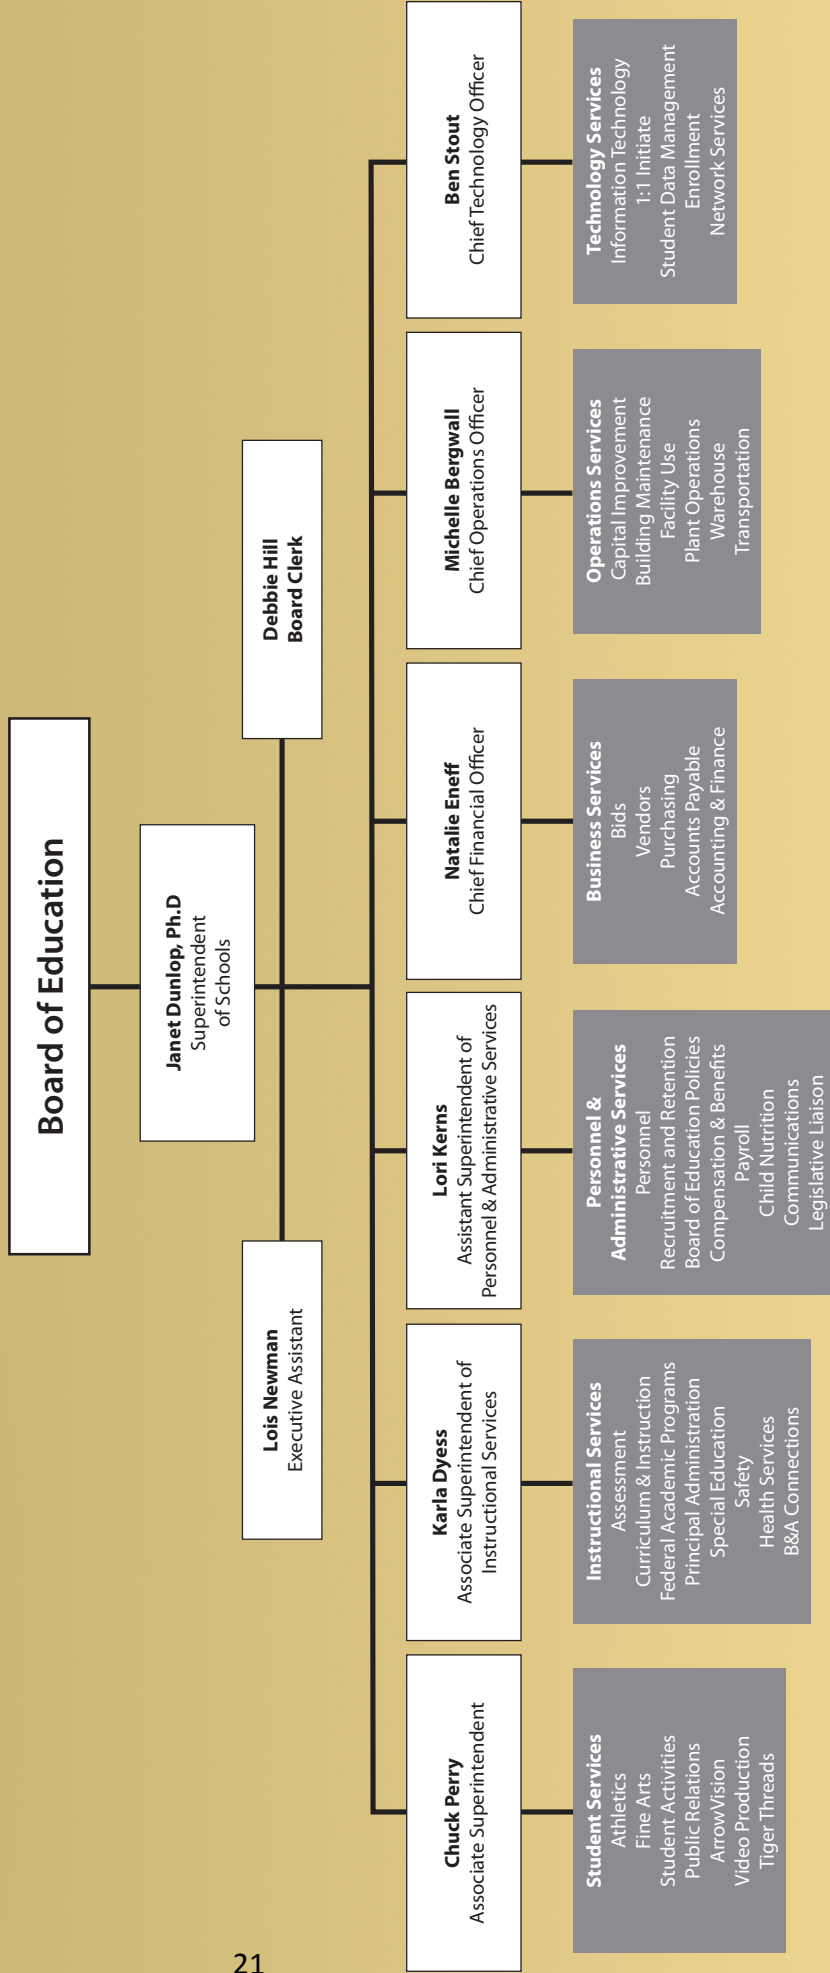 Board of Education
Janet Dunlop, Ph.D
Superintendent
of Schools
Lois Newman
Executive Assistant
Debbie Hill
Board Clerk
Chuck Perry
Associate Superintendent
Karla Dyess
Associate Superintendent of
Instructional Services
Lori Kerns
Assistant Superintendent of
Personnel & Administrative Services
Natalie Eneff
Chief Financial Officer
Michelle Bergwall
Chief Operations Officer
Ben Stout
Chief Technology Officer
Student Services
Athletics
Fine Arts
Student Activities
Public Relations
ArrowVision
Video Production
Tiger Threads
Instructional Services
Assessment
Curriculum & Instruction
Federal Academic Programs
Principal Administration
Special Education
Safety
Health Services
B&A Connections
Personnel &
Administrative Services
Personnel
Recruitment and Retention
Board of Education Policies
Compensation & Benefits
Payroll
Child Nutrition
Communications
Legislative Liaison
Business Services
Bids
Vendors
Purchasing
Accounts Payable
Accounting & Finance
Operations Services
Capital Improvement
Building Maintenance
Facility Use
Plant Operations
Warehouse
Transportation
Technology Services
Information Technology
1:1 Initiate
Student Data Management
Enrollment
Network Services
21